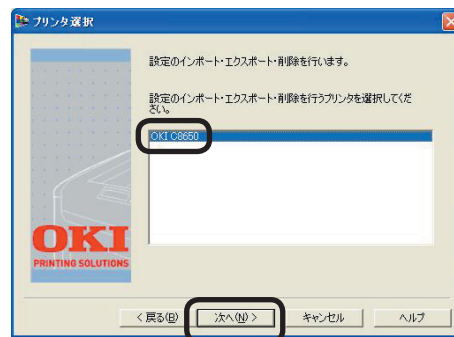 プリンタ選択
設定のインポート・エクスポート・削除を行います。
設定のインポート・エクスポート・削除を行うプリンタを選択してくだ
さい。
OKI C8650
OKI
PRINTING SOLUTIONS
< 戻る(B)
次へ(N) >
キャンセル
ヘルプ